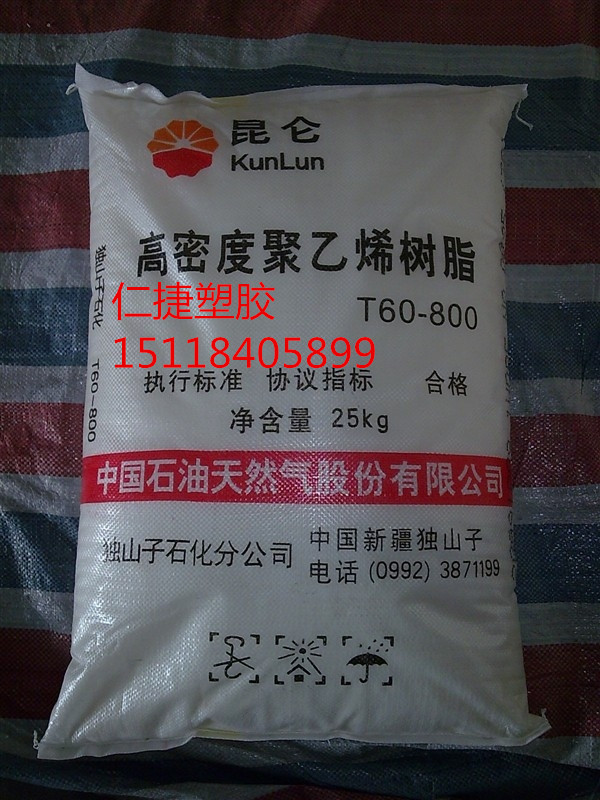 昆仑
KunLun
高密度聚乙烯树脂
T60-800
仁捷塑胶
15118405899
执行标准 协议指标 合格
净含量 25kg
中国石油天然气股份有限公司
独山子石化分公司
中国新疆独山子
电话 (0992) 3871199
独山子石化 T60-800